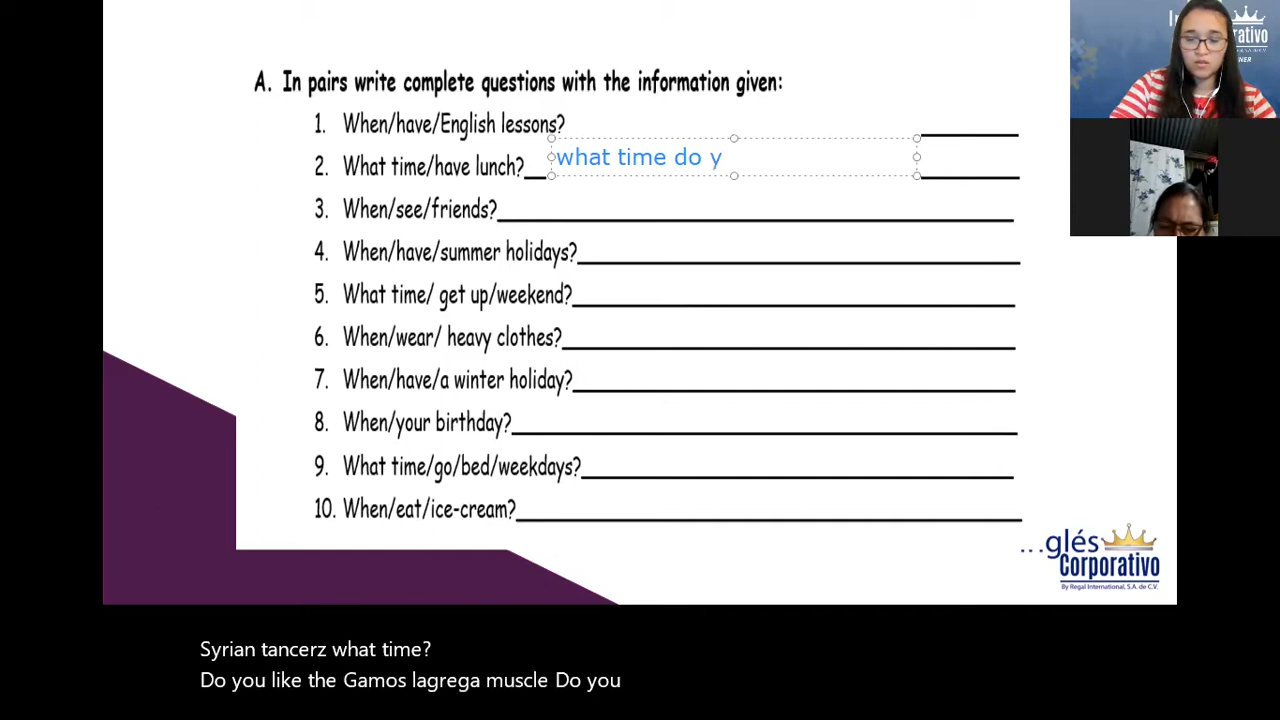 A. In pairs write complete questions with the information given:
1. When/have/English lessons?
2. What time/have lunch?__ what time do y
3. When/see/friends?
4. When/have/summer holidays?
5. What time/ get up/weekend?
6. When/wear/ heavy clothes?
7. When/have/a winter holiday?
8. When/your birthday?
9. What time/go/bed/weekdays?
10. When/eat/ice-cream?
...glés
Corporativo
By Regal International, S.A. de C.V.
Syrian tancerz what time?
Do you like the Gamos lagrega muscle Do you